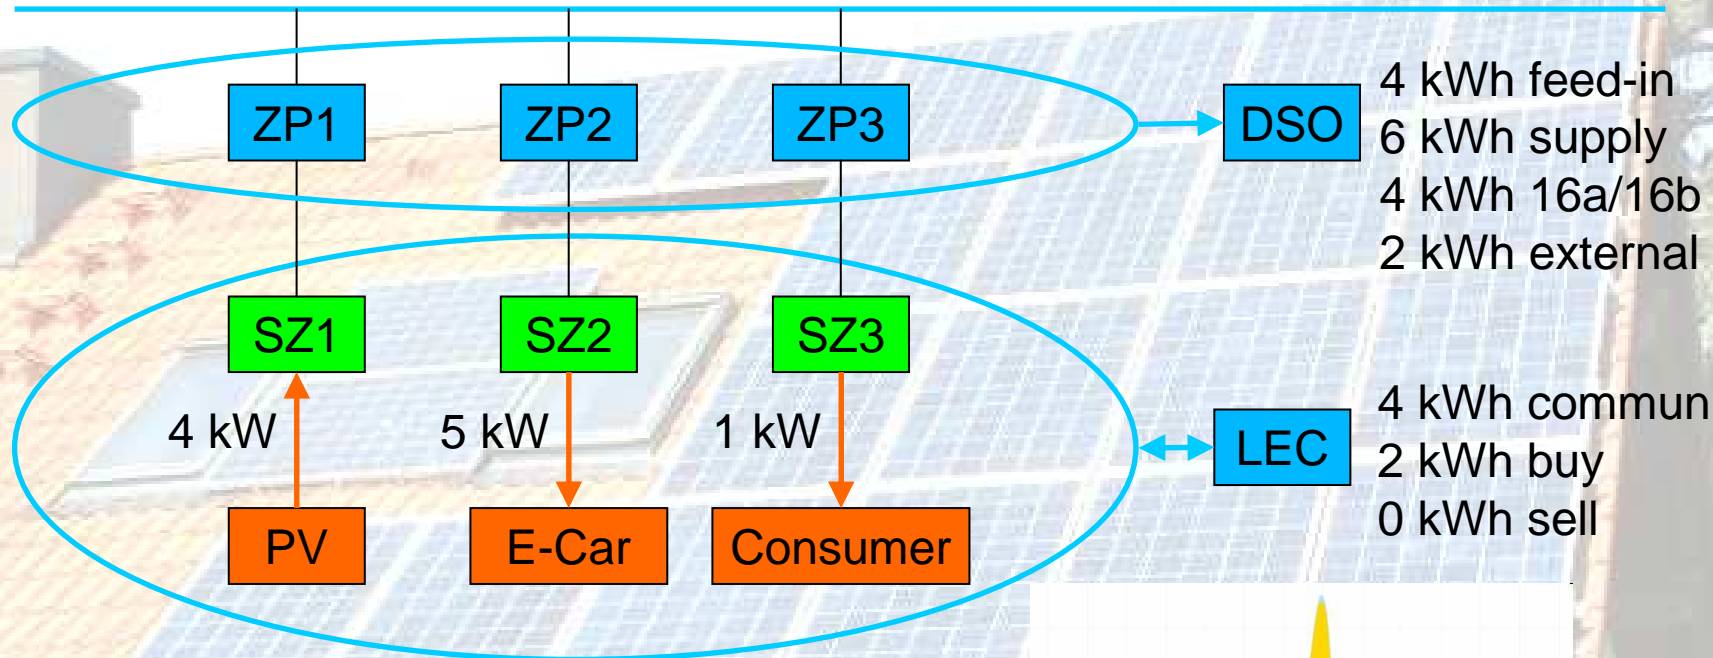 ZP1 ZP2 ZP3 DSO
4 kWh feed-in
6 kWh supply
4 kWh 16a/16b
2 kWh external
SZ1 SZ2 SZ3
4 kW 5 kW 1 kW
PV E-Car Consumer
LEC
4 kWh commun
2 kWh buy
0 kWh sell